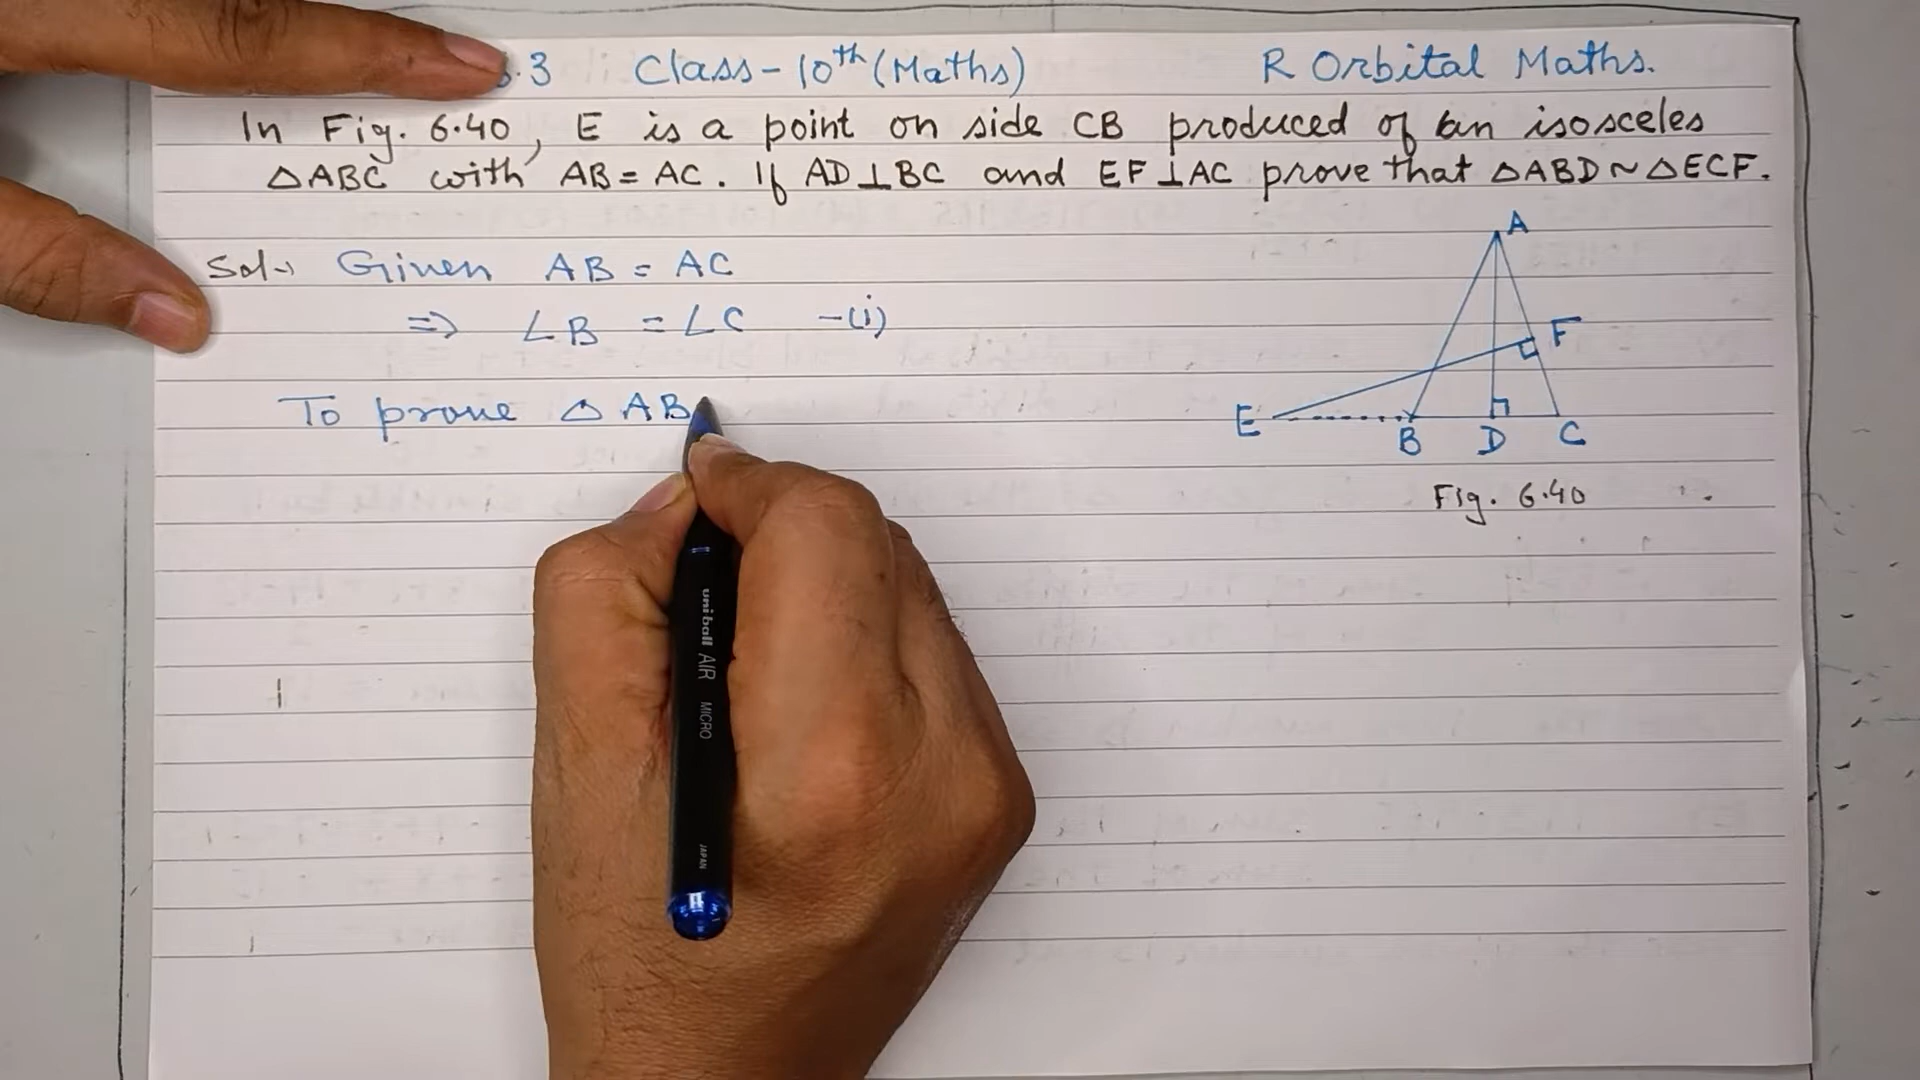 .3 Class-10th (Maths) R Orbital Maths.
In Fig. 6.40, E is a point on side CB produced of an isosceles
△ABC with AB = AC. If AD⊥BC and EF⊥AC prove that △ABD~△ECF.
Sol→ Given AB = AC
=> ∠B = ∠C -(i)
To prove △ AB
A
F
E
B D C
Fig. 6.40
uniball AIR MICRO
JAPAN